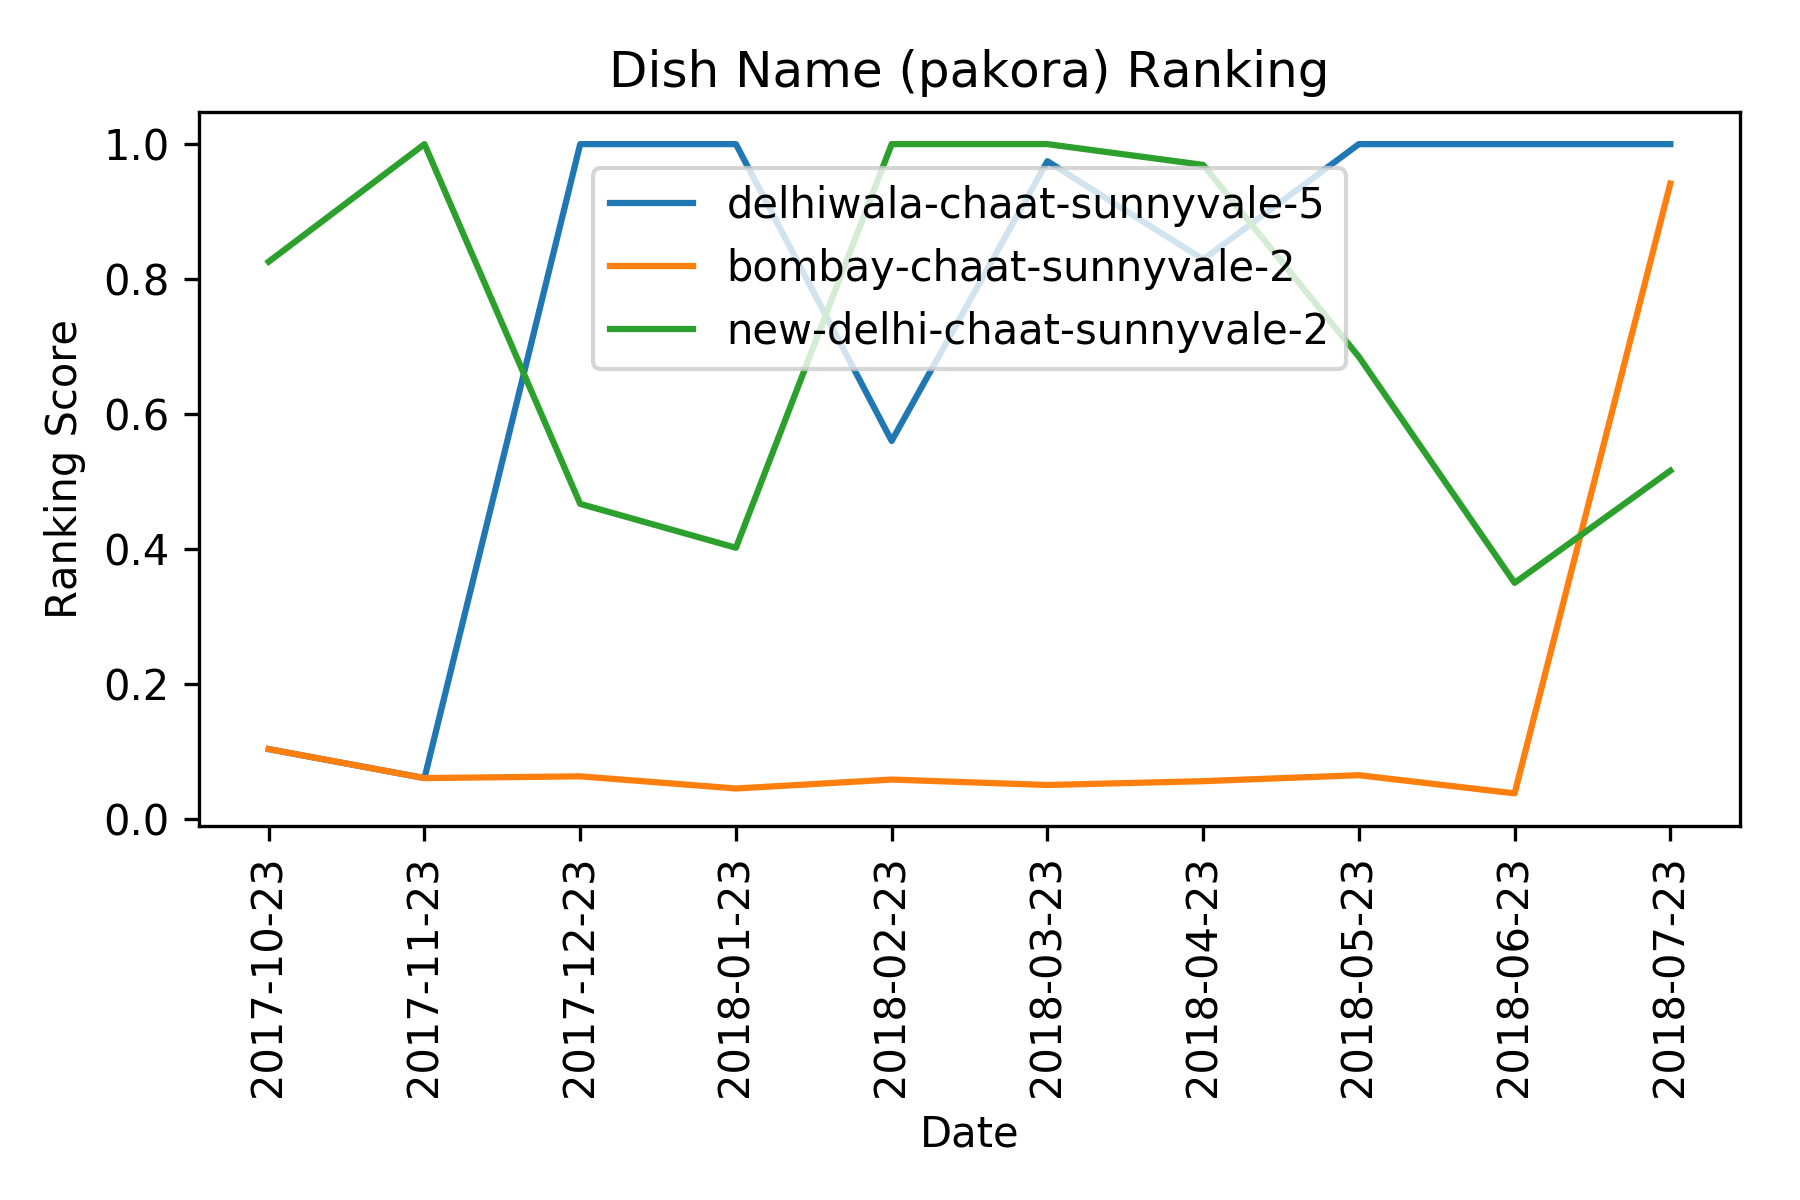 Dish Name (pakora) Ranking
Ranking Score
1.0
0.8
0.6
0.4
0.2
0.0
delhiwala-chaat-sunnyvale-5
bombay-chaat-sunnyvale-2
new-delhi-chaat-sunnyvale-2
2017-10-23
2017-11-23
2017-12-23
2018-01-23
2018-02-23
2018-03-23
2018-04-23
2018-05-23
2018-06-23
2018-07-23
Date